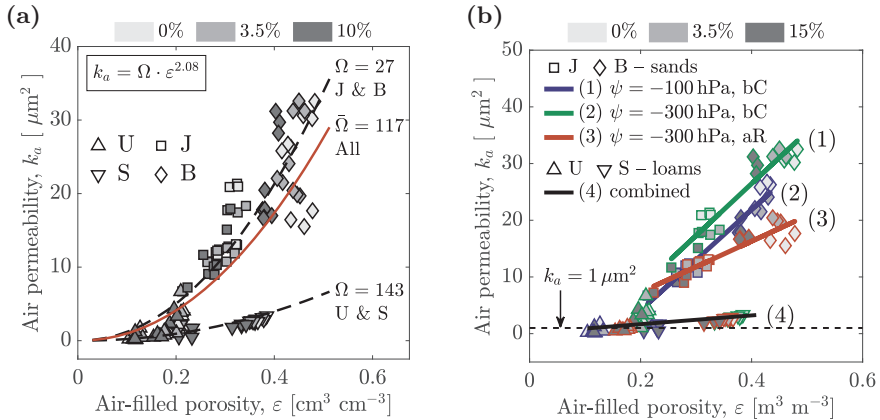 (a)
0%
3.5%
10%
Air permeability, kₐ [ μm²]
40
30
20
10
0
kₐ = Ω · ε^2.08
U
J
S
B
Ω = 27
J & B
Ω̄ = 117
All
Ω = 143
U & S
0
0.2
0.4
0.6
Air-filled porosity, ε [cm³ cm⁻³]
(b)
0%
3.5%
15%
Air permeability, kₐ [ μm²]
50
40
30
20
10
0
J
B – sands
(1) ψ = −100 hPa, bC
(2) ψ = −300 hPa, bC
(3) ψ = −300 hPa, aR
U
S – loams
(4) combined
(1)
(2)
(3)
(4)
kₐ = 1 μm²
0
0.2
0.4
0.6
Air-filled porosity, ε [m³ m⁻³]